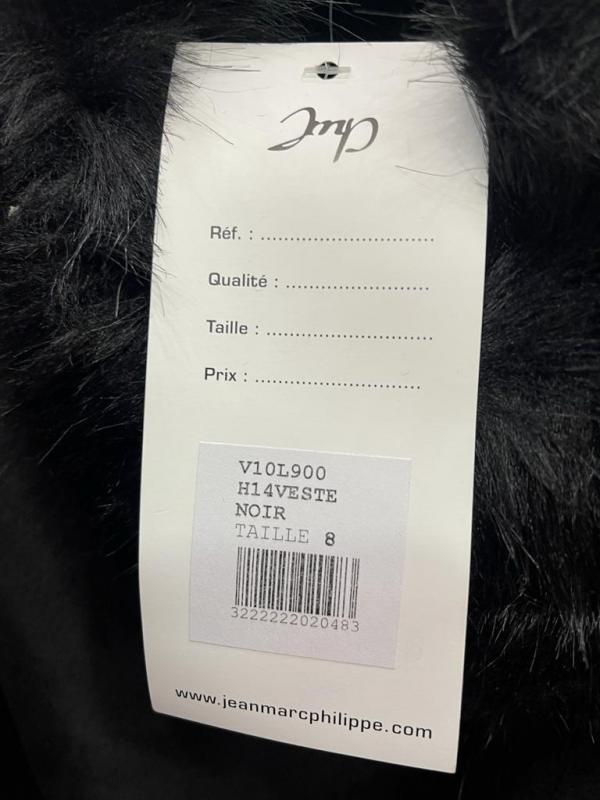 Réf. : ..............................
Qualité : .........................
Taille : .............................
Prix : .............................
V10L900
H14VESTE
NOIR
TAILLE 8
3222222020483
www.jeanmarcphilippe.com